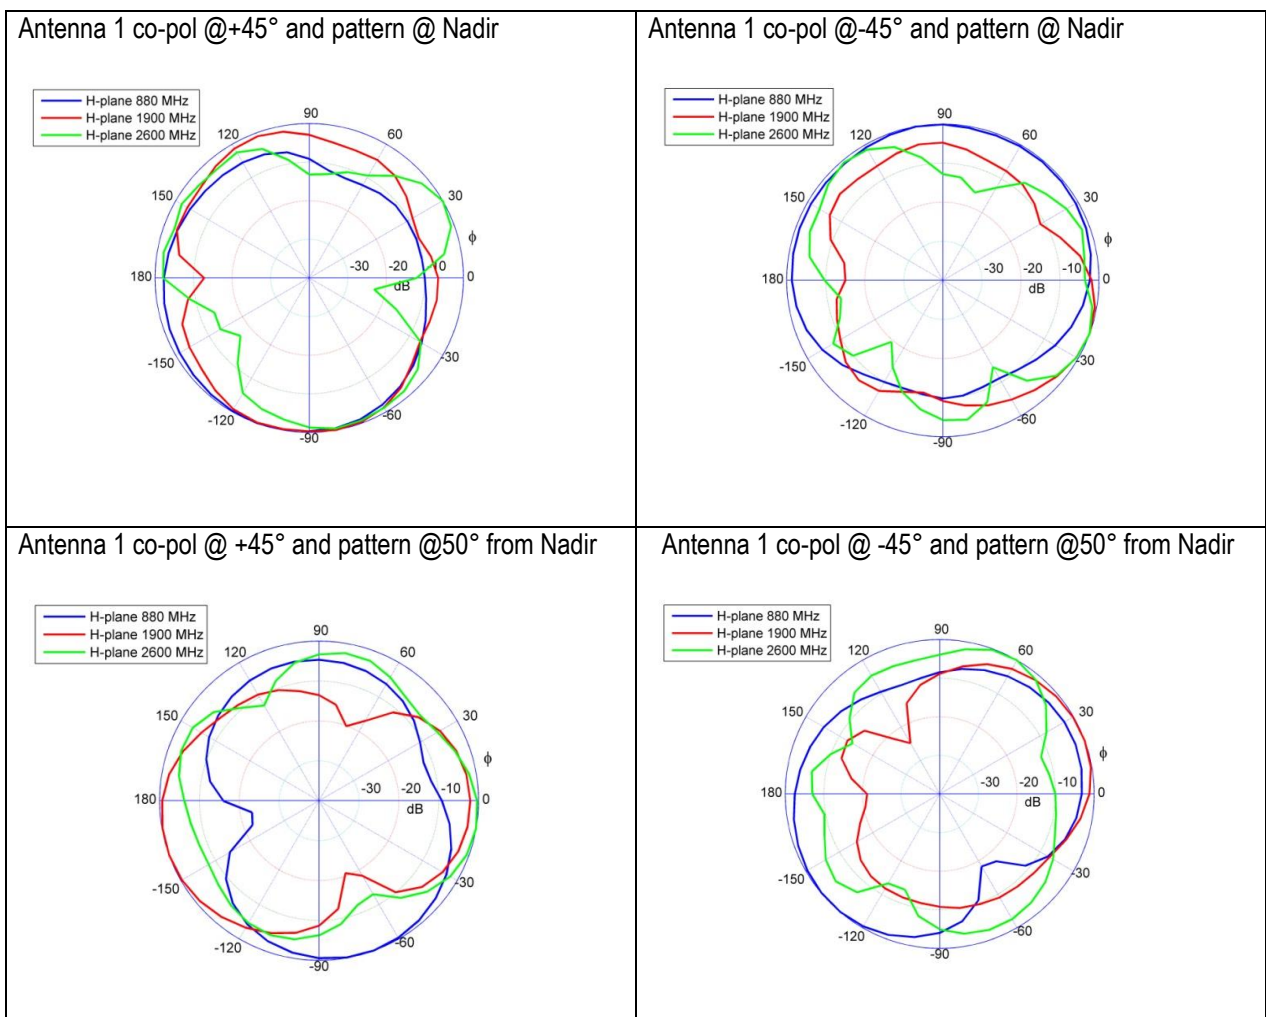 Antenna 1 co-pol @+45° and pattern @ Nadir
H-plane 880 MHz
H-plane 1900 MHz
H-plane 2600 MHz
90
120
60
150
30
ϕ
180
-30
-20
0
0
dB
-150
-30
-120
-60
-90
Antenna 1 co-pol @-45° and pattern @ Nadir
H-plane 880 MHz
H-plane 1900 MHz
H-plane 2600 MHz
90
120
60
150
30
ϕ
180
-30
-20
-10
0
dB
-150
-30
-120
-60
-90
Antenna 1 co-pol @ +45° and pattern @50° from Nadir
H-plane 880 MHz
H-plane 1900 MHz
H-plane 2600 MHz
90
120
60
150
30
ϕ
180
-30
-20
-10
0
dB
-150
-30
-120
-60
-90
Antenna 1 co-pol @ -45° and pattern @50° from Nadir
H-plane 880 MHz
H-plane 1900 MHz
H-plane 2600 MHz
90
120
60
150
30
ϕ
180
-30
-20
-10
0
dB
-150
-30
-120
-60
-90